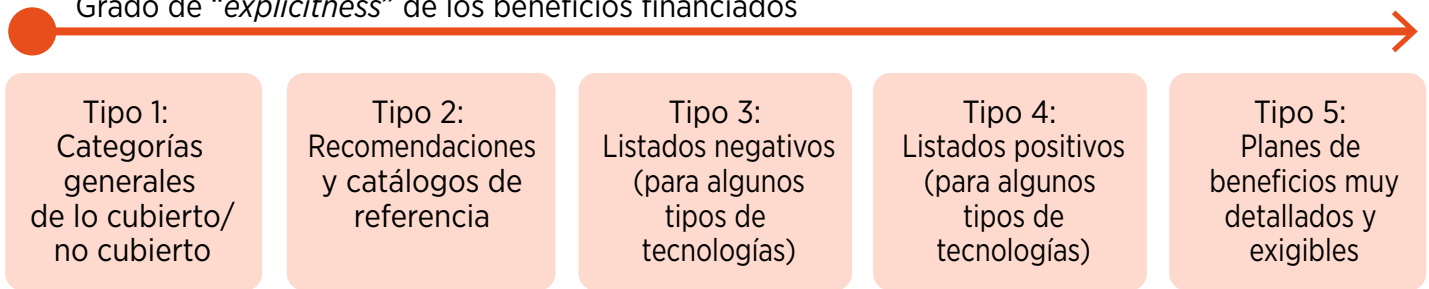 Grado de “explicitness” de los beneficios financiados
Tipo 1:
Categorías
generales
de lo cubierto/
no cubierto
Tipo 2:
Recomendaciones
y catálogos de
referencia
Tipo 3:
Listados negativos
(para algunos
tipos de
tecnologías)
Tipo 4:
Listados positivos
(para algunos
tipos de
tecnologías)
Tipo 5:
Planes de
beneficios muy
detallados y
exigibles